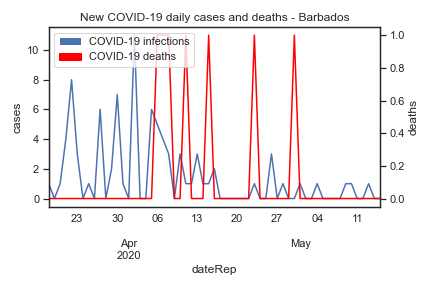 New COVID-19 daily cases and deaths - Barbados
COVID-19 infections
COVID-19 deaths
10
8
6
4
2
0
cases
1.0
0.8
0.6
0.4
0.2
0.0
deaths
23 30 06 13 20 27 04 11
Apr May
2020
dateRep